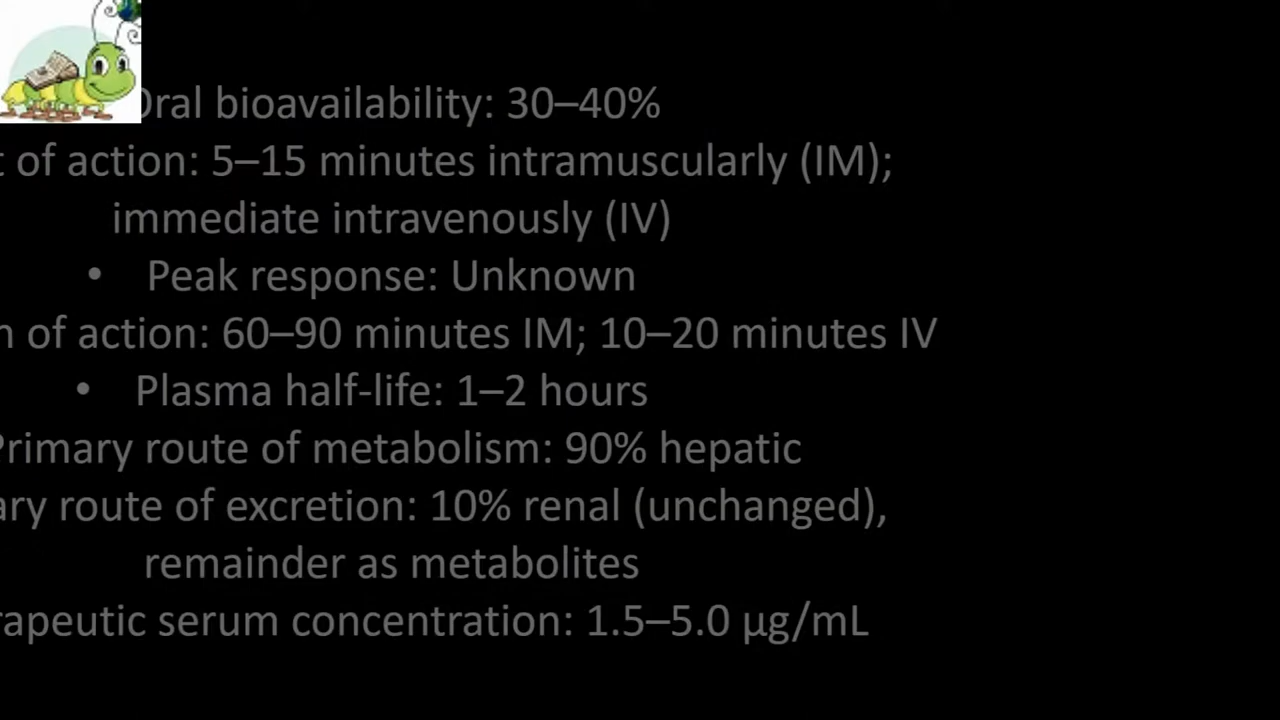 Oral bioavailability: 30–40%
t of action: 5–15 minutes intramuscularly (IM);
immediate intravenously (IV)
• Peak response: Unknown
n of action: 60–90 minutes IM; 10–20 minutes IV
• Plasma half-life: 1–2 hours
Primary route of metabolism: 90% hepatic
ary route of excretion: 10% renal (unchanged),
remainder as metabolites
rapeutic serum concentration: 1.5–5.0 μg/mL